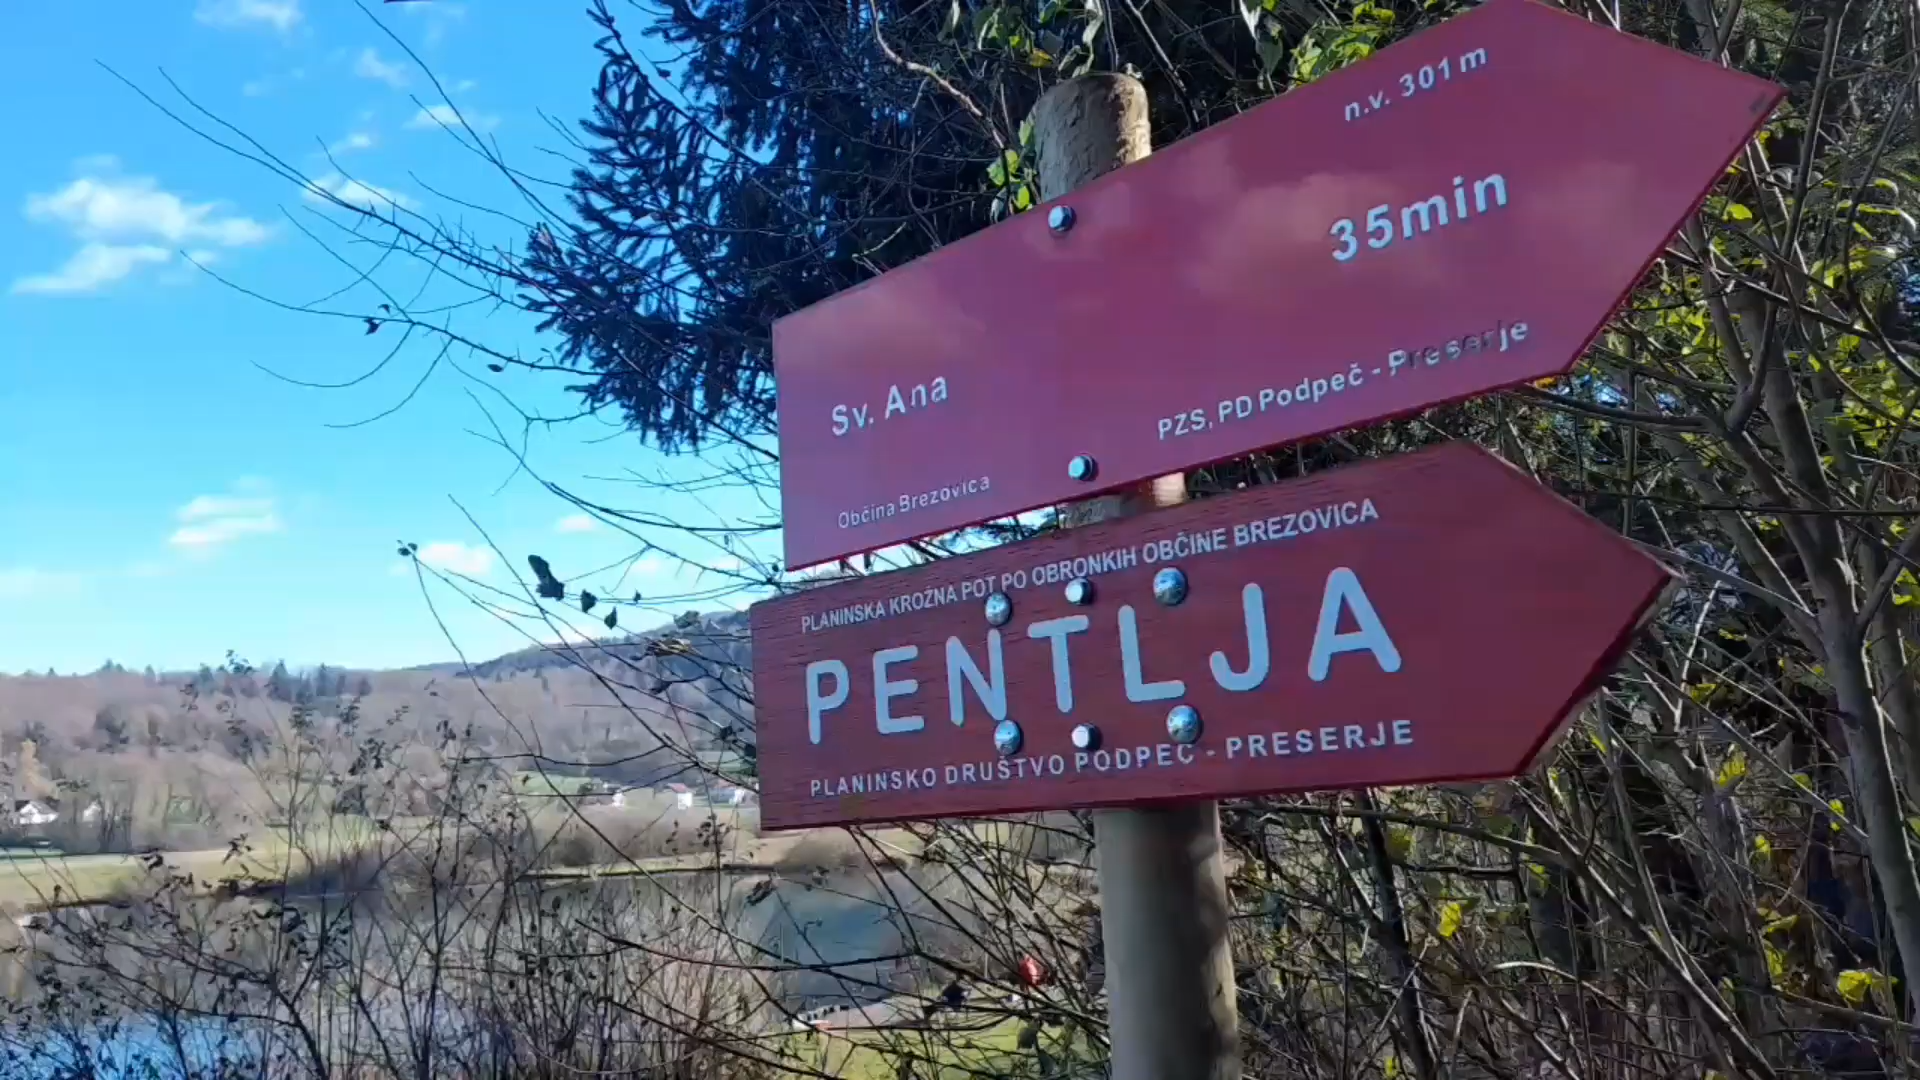 n.v. 301m
35min
Sv. Ana
PZS, PD Podpeč - Preserje
Občina Brezovica
PLANINSKA KROŽNA POT PO OBRONKIH OBČINE BREZOVICA
PENTLJA
PLANINSKO DRUŠTVO PODPEČ - PRESERJE